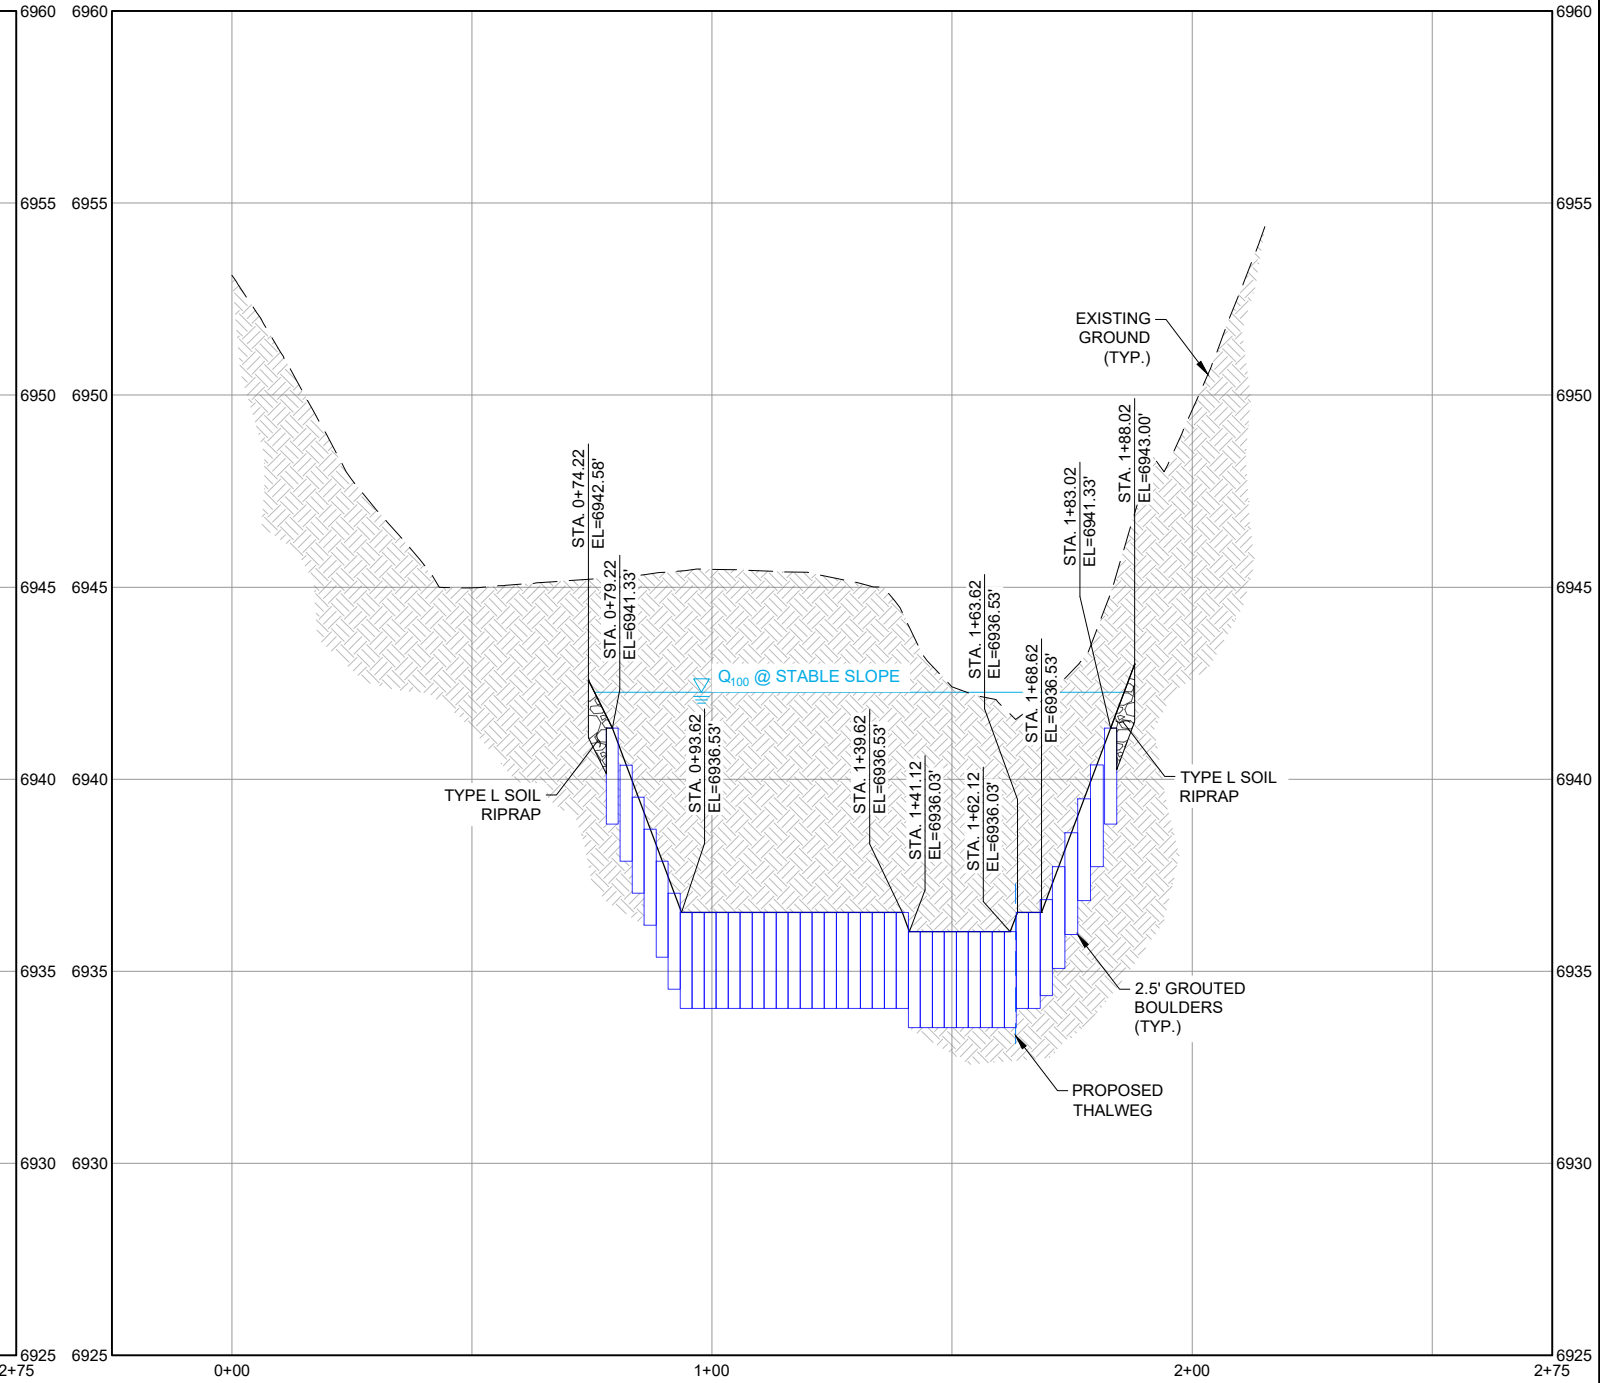 6960
6960
6960
6955
6955
6955
EXISTING
GROUND
(TYP.)
6950
6950
6950
STA. 0+74.22
EL=6942.58'
STA. 0+79.22
EL=6941.33'
STA. 1+63.62
EL=6936.53'
STA. 1+83.02
EL=6941.33'
STA. 1+88.02
EL=6943.00'
6945
6945
6945
Q100 @ STABLE SLOPE
STA. 0+93.62
EL=6936.53'
STA. 1+39.62
EL=6936.53'
STA. 1+41.12
EL=6936.03'
STA. 1+62.12
EL=6936.03'
STA. 1+68.62
EL=6936.53'
6940
6940
6940
TYPE L SOIL
RIPRAP
TYPE L SOIL
RIPRAP
6935
6935
6935
2.5' GROUTED
BOULDERS
(TYP.)
PROPOSED
THALWEG
6930
6930
6930
6925
6925
6925
2+75
0+00
1+00
2+00
2+75